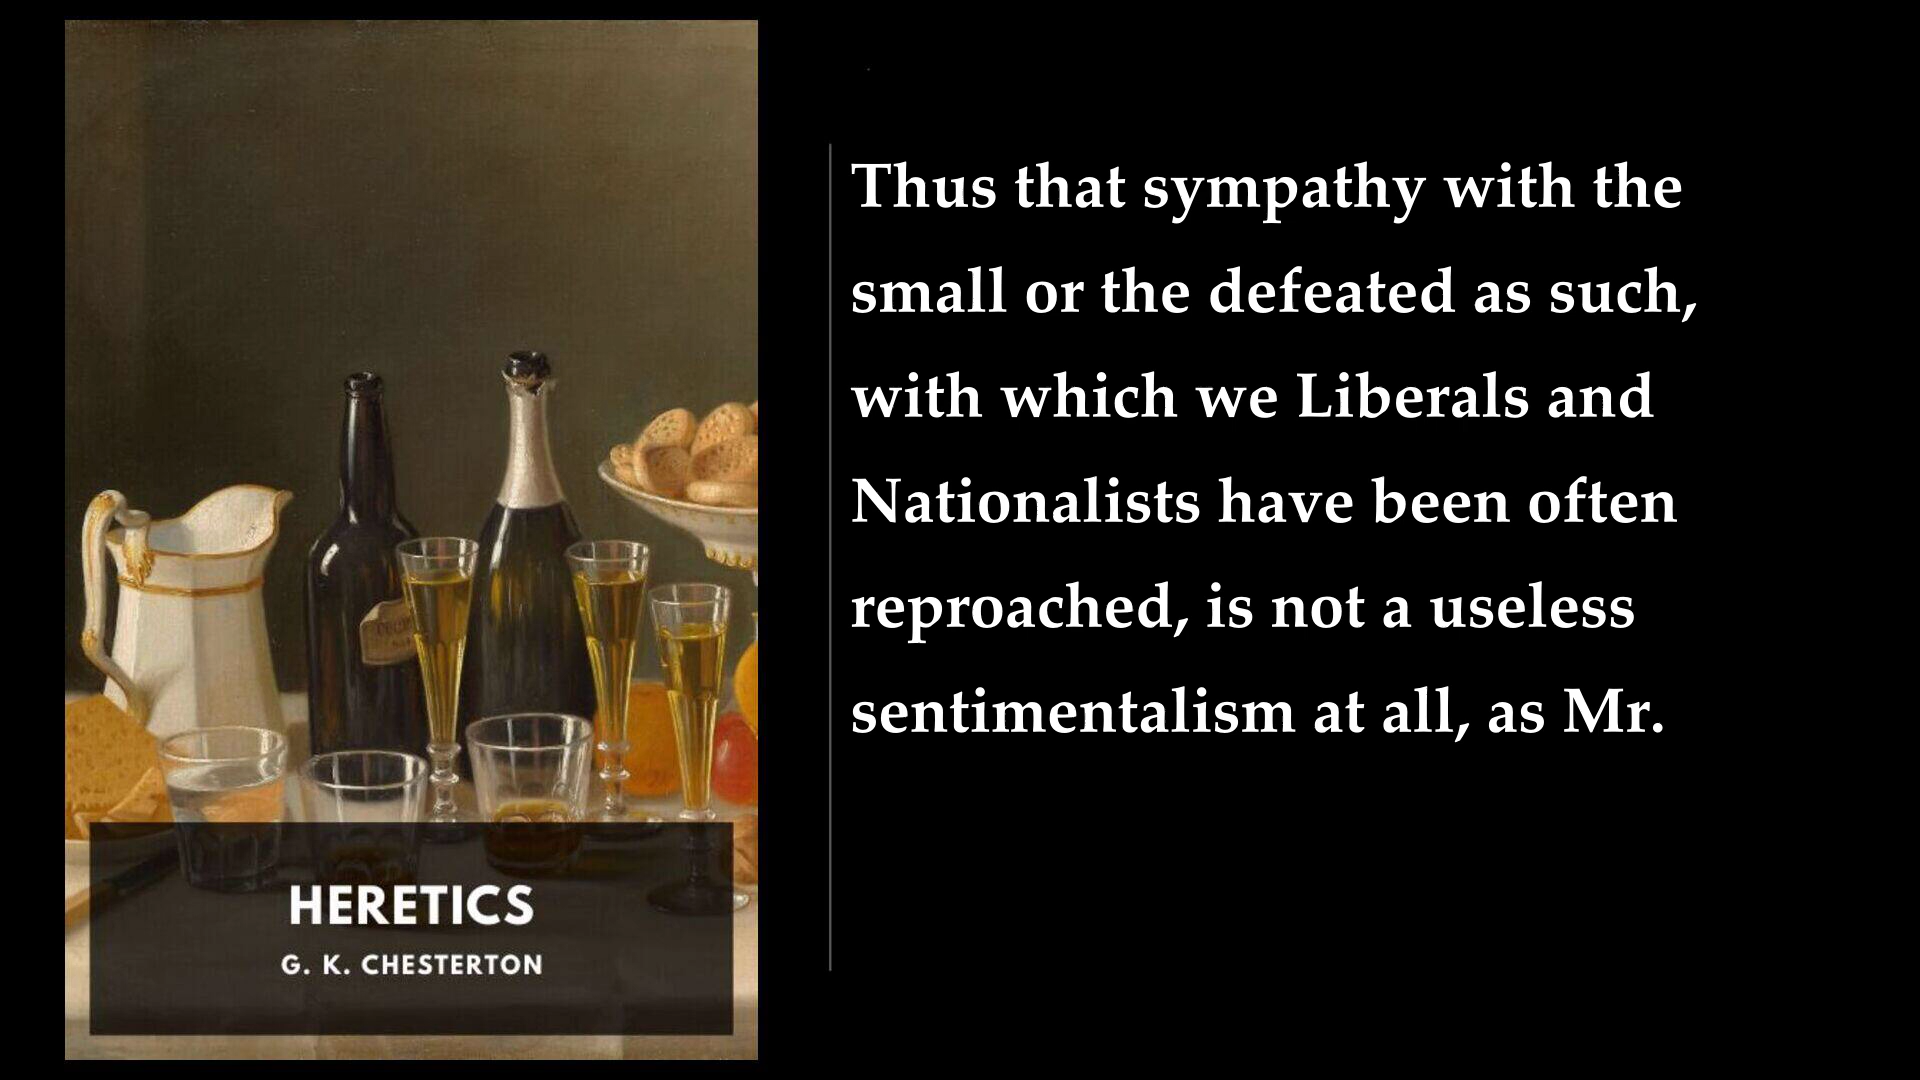 Thus that sympathy with the
small or the defeated as such,
with which we Liberals and
Nationalists have been often
reproached, is not a useless
sentimentalism at all, as Mr.
HERETICS
G. K. CHESTERTON